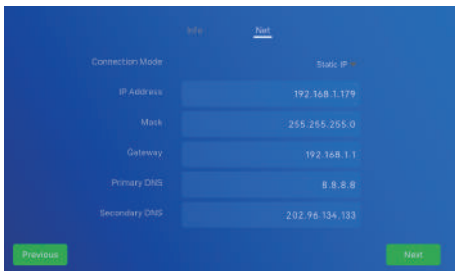 Info Net
Connection Mode Static IP
IP Address 192.168.1.179
Mask 255.255.255.0
Gateway 192.168.1.1
Primary DNS 8.8.8.8
Secondary DNS 202.96.134.133
Previous Next